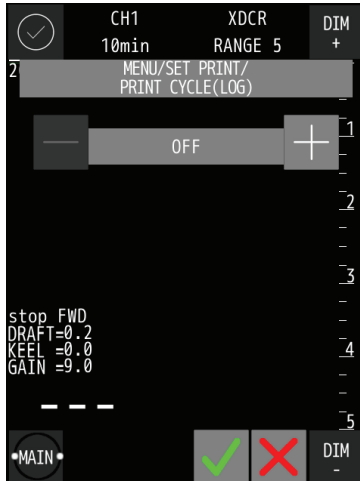 CH1
10min
XDCR
RANGE 5
DIM
+
2
MENU/SET PRINT/
PRINT CYCLE(LOG)
OFF
1
2
3
4
5
stop FWD
DRAFT=0.2
KEEL =0.0
GAIN =9.0
– – –
•MAIN•
DIM
-